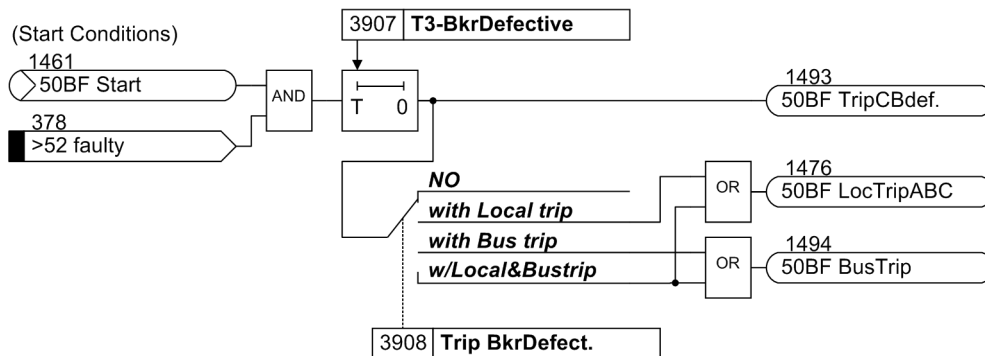 3907 T3-BkrDefective
(Start Conditions)
1461
50BF Start
AND
T 0
1493
50BF TripCBdef.
378
>52 faulty
NO
with Local trip
OR
1476
50BF LocTripABC
with Bus trip
w/Local&Bustrip
OR
1494
50BF BusTrip
3908 Trip BkrDefect.